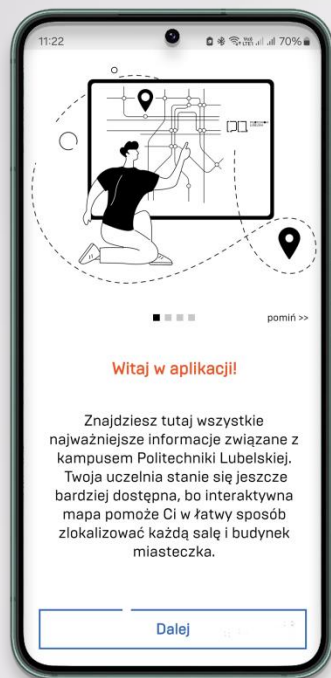 11:22
70%
pomiń >>
Witaj w aplikacji!
Znajdziesz tutaj wszystkie
najważniejsze informacje związane z
kampusem Politechniki Lubelskiej.
Twoja uczelnia stanie się jeszcze
bardziej dostępna, bo interaktywna
mapa pomoże Ci w łatwy sposób
zlokalizować każdą salę i budynek
miasteczka.
Dalej